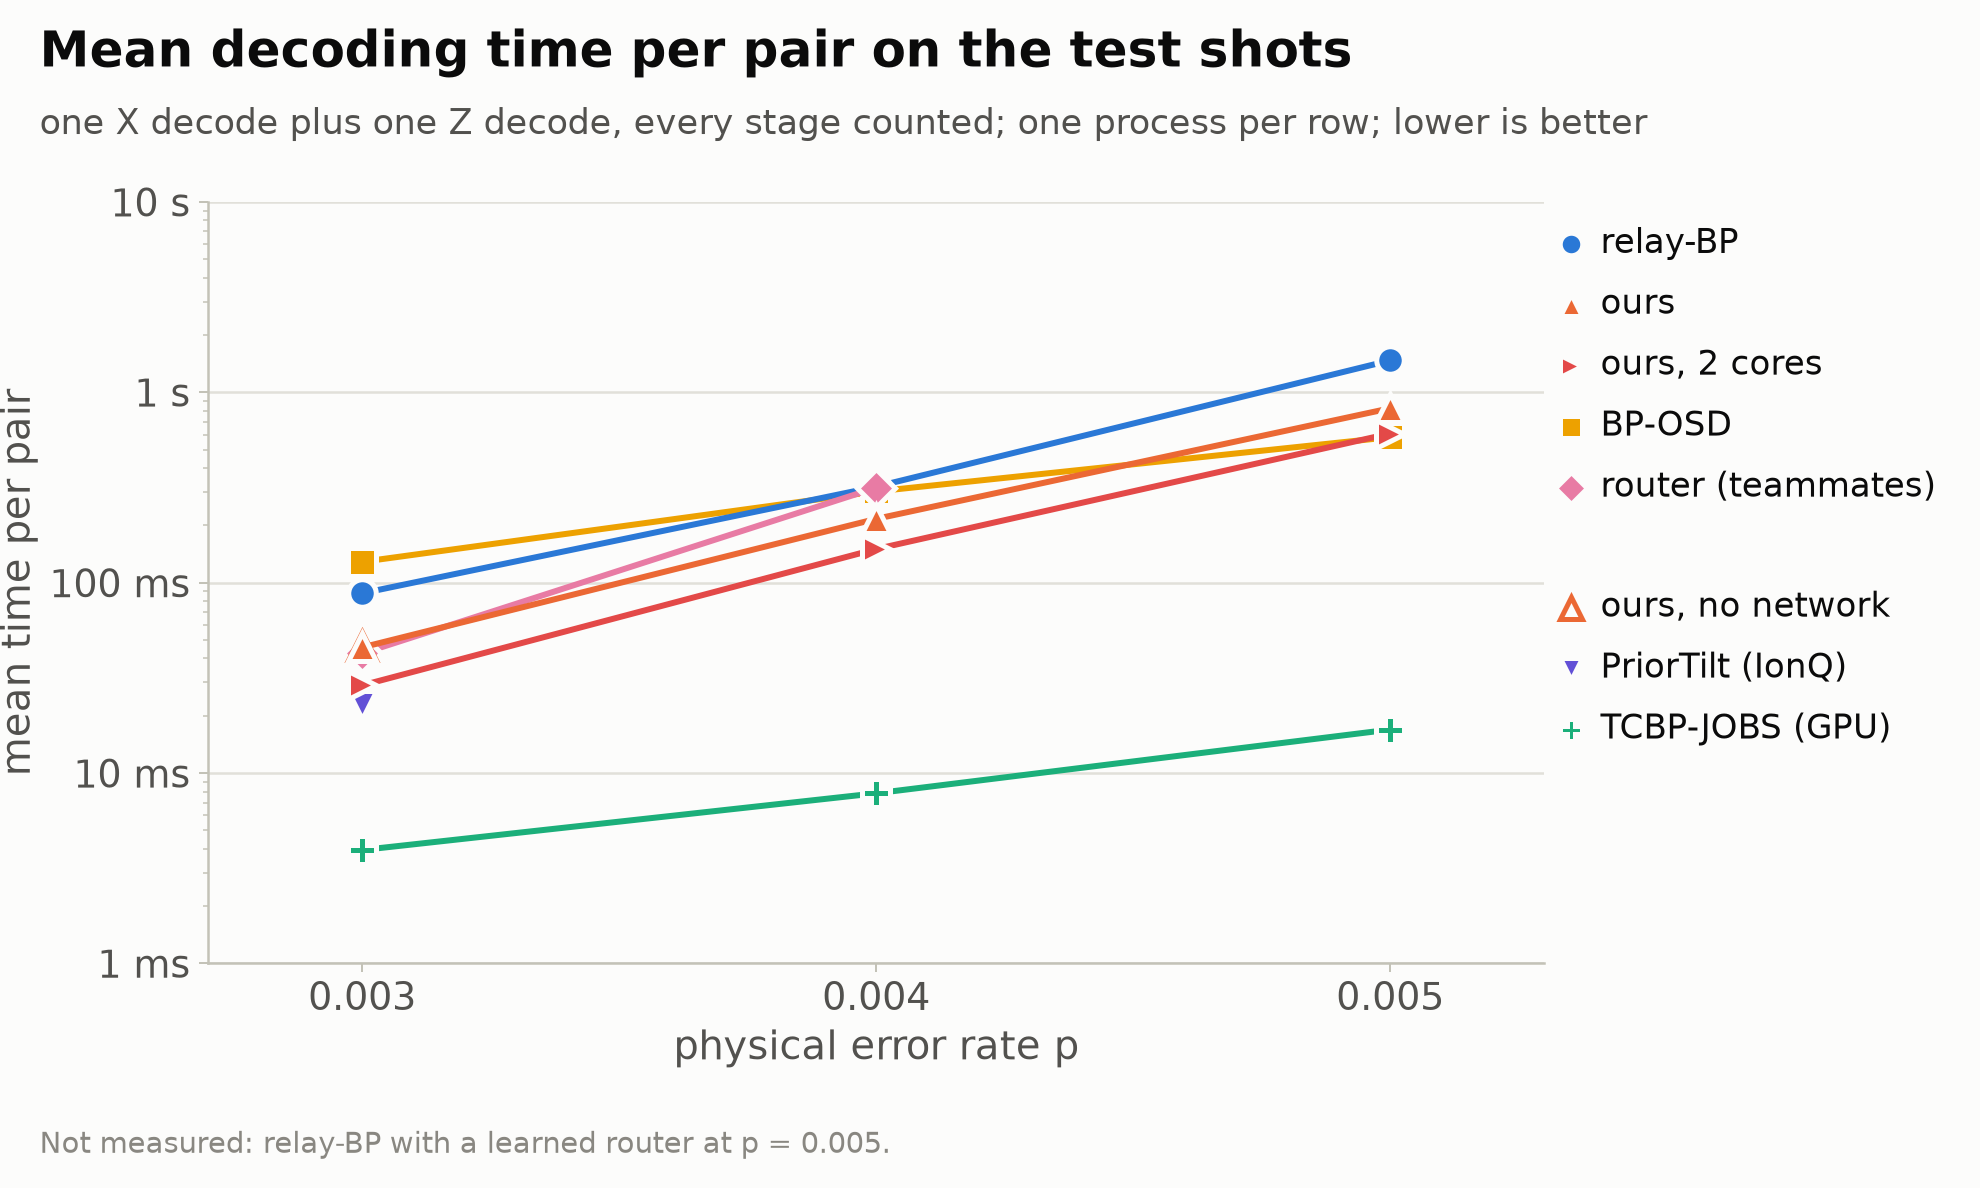 Mean decoding time per pair on the test shots
one X decode plus one Z decode, every stage counted; one process per row; lower is better
mean time per pair
10 s
1 s
100 ms
10 ms
1 ms
0.003
0.004
0.005
physical error rate p
relay-BP
ours
ours, 2 cores
BP-OSD
router (teammates)
ours, no network
PriorTilt (IonQ)
TCBP-JOBS (GPU)
Not measured: relay-BP with a learned router at p = 0.005.